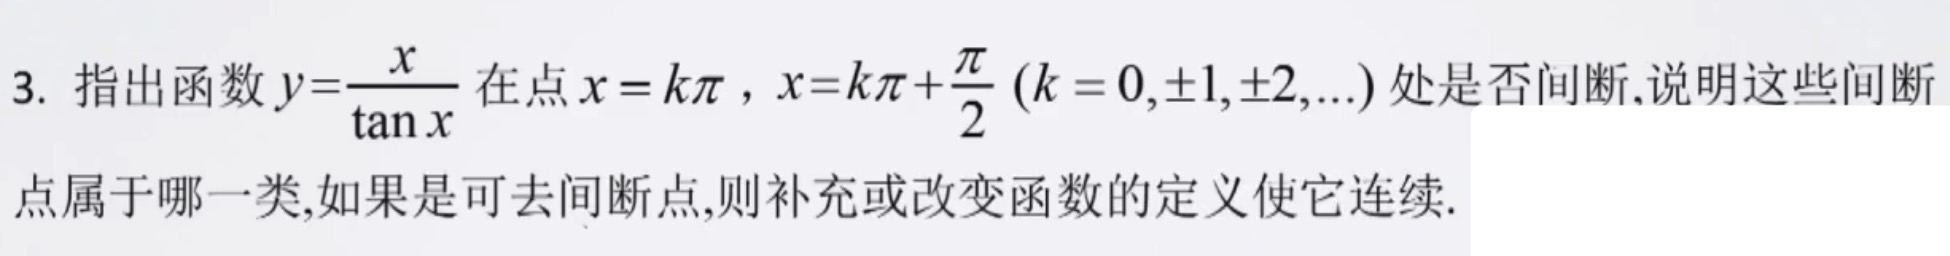 3. 指出函数 y=x/tan x 在点 x = kπ , x=kπ+π/2 (k = 0,±1,±2,...) 处是否间断,说明这些间断
点属于哪一类,如果是可去间断点,则补充或改变函数的定义使它连续.